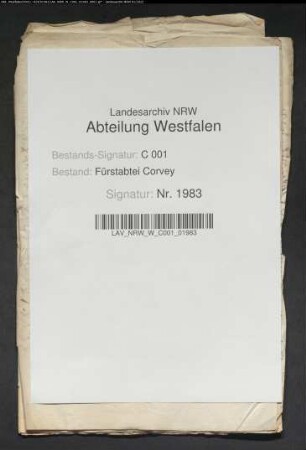 Landesarchiv NRW
Abteilung Westfalen
Bestands-Signatur: C 001
Bestand: Fürstabtei Corvey
Signatur: Nr. 1983
LAV_NRW_W_C001_01983